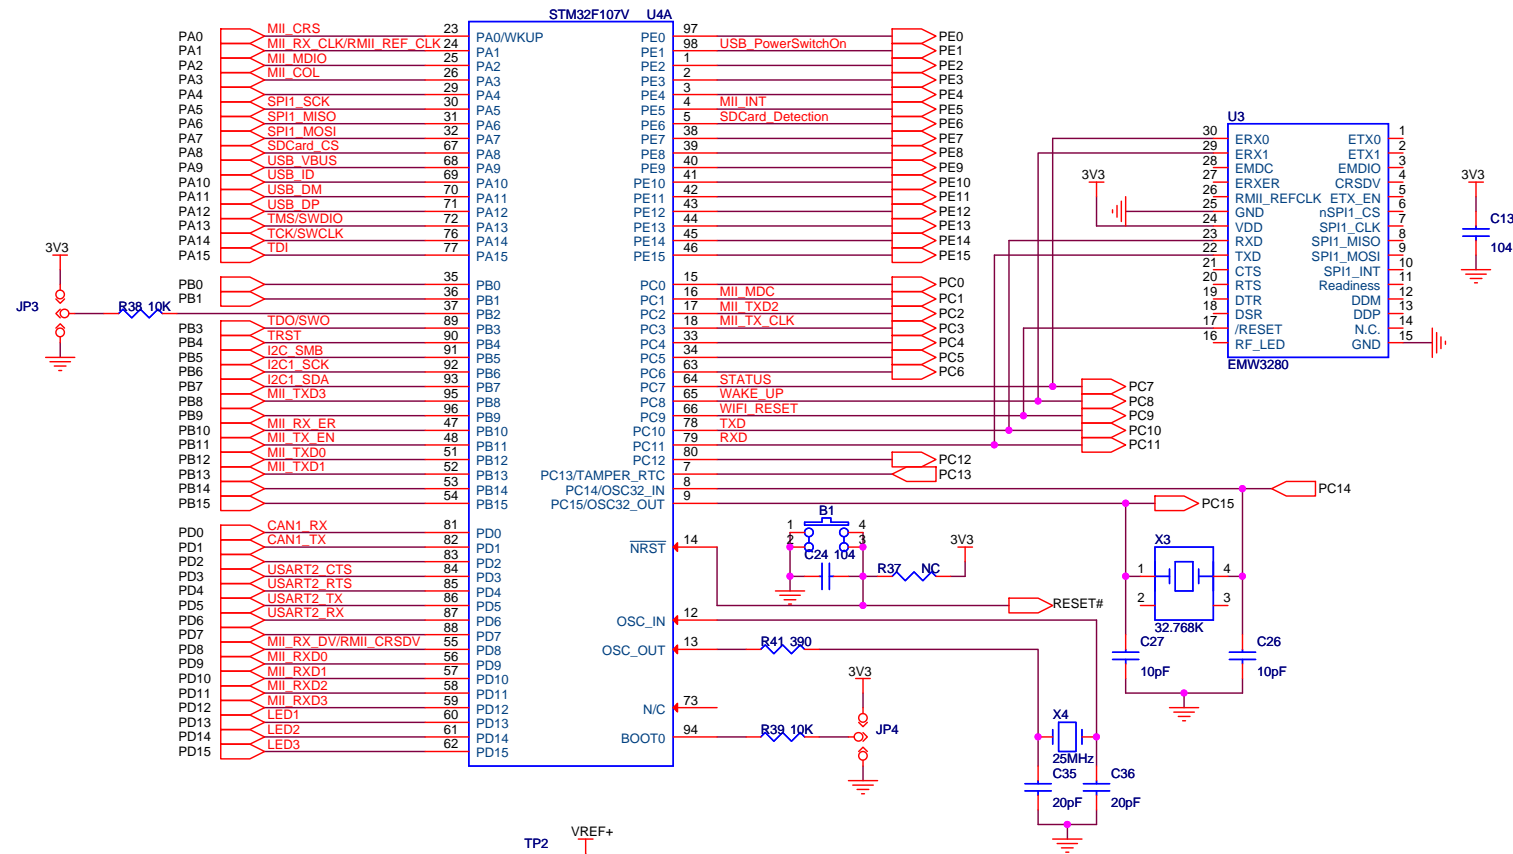 STM32F107V U4A
PA0 MII_CRS 23 PA0/WKUP
PA1 MII_RX_CLK/RMII_REF_CLK 24 PA1
PA2 MII_MDIO 25 PA2
PA3 MII_COL 26 PA3
PA4 29 PA4
PA5 SPI1_SCK 30 PA5
PA6 SPI1_MISO 31 PA6
PA7 SPI1_MOSI 32 PA7
PA8 SDCard_CS 67 PA8
PA9 USB_VBUS 68 PA9
PA10 USB_ID 69 PA10
PA11 USB_DM 70 PA11
PA12 USB_DP 71 PA12
PA13 TMS/SWDIO 72 PA13
PA14 TCK/SWCLK 76 PA14
PA15 TDI 77 PA15
3V3
JP3
R38 10K
PB0 35 PB0
PB1 36 PB1
37 PB2
PB3 TDO/SWO 89 PB3
PB4 TRST 90 PB4
PB5 I2C_SMB 91 PB5
PB6 I2C1_SCK 92 PB6
PB7 I2C1_SDA 93 PB7
PB8 MII_TXD3 95 PB8
PB9 96 PB9
PB10 MII_RX_ER 47 PB10
PB11 MII_TX_EN 48 PB11
PB12 MII_TXD0 51 PB12
PB13 MII_TXD1 52 PB13
PB14 53 PB14
PB15 54 PB15
PD0 CAN1_RX 81 PD0
PD1 CAN1_TX 82 PD1
PD2 83 PD2
PD3 USART2_CTS 84 PD3
PD4 USART2_RTS 85 PD4
PD5 USART2_TX 86 PD5
PD6 USART2_RX 87 PD6
PD7 88 PD7
PD8 MII_RX_DV/RMII_CRSDV 55 PD8
PD9 MII_RXD0 56 PD9
PD10 MII_RXD1 57 PD10
PD11 MII_RXD2 58 PD11
PD12 MII_RXD3 59 PD12
PD13 LED1 60 PD13
PD14 LED2 61 PD14
PD15 LED3 62 PD15
PE0 97 PE0
PE1 98 USB_PowerSwitchOn PE1
PE2 1 PE2
PE3 2 PE3
PE4 3 PE4
PE5 4 MII_INT PE5
PE6 5 SDCard_Detection PE6
PE7 38 PE7
PE8 39 PE8
PE9 40 PE9
PE10 41 PE10
PE11 42 PE11
PE12 43 PE12
PE13 44 PE13
PE14 45 PE14
PE15 46 PE15
PC0 15 PC0
PC1 16 MII_MDC PC1
PC2 17 MII_TXD2 PC2
PC3 18 MII_TX_CLK PC3
PC4 33 PC4
PC5 34 PC5
PC6 63 PC6
PC7 64 STATUS PC7
PC8 65 WAKE_UP PC8
PC9 66 WIFI_RESET PC9
PC10 78 TXD PC10
PC11 79 RXD PC11
PC12 80 PC12
PC13/TAMPER_RTC 7 PC13
PC14/OSC32_IN 8 PC14
PC15/OSC32_OUT 9 PC15
NRST 14
OSC_IN 12
OSC_OUT 13 R41 390
N/C 73
BOOT0 94 R39 10K
3V3
JP4
B1
1 4
2 3
C24 104
R37 NC
3V3
RESET#
X3
1 4
2 3
32.768K
C27
10pF
C26
10pF
X4
25MHz
C35
20pF
C36
20pF
U3
30 ERX0 ETX0 1
29 ERX1 ETX1 2
28 EMDC EMDIO 3
27 ERXER CRSDV 4
26 RMII_REFCLK ETX_EN 5
25 GND nSPI1_CS 6
24 VDD SPI1_CLK 7
23 RXD SPI1_MISO 8
22 TXD SPI1_MOSI 9
21 CTS SPI1_INT 10
20 RTS Readiness 11
19 DTR DDM 12
18 DSR DDP 13
17 /RESET N.C. 14
16 RF_LED GND 15
EMW3280
3V3
3V3
C13
104
TP2
VREF+